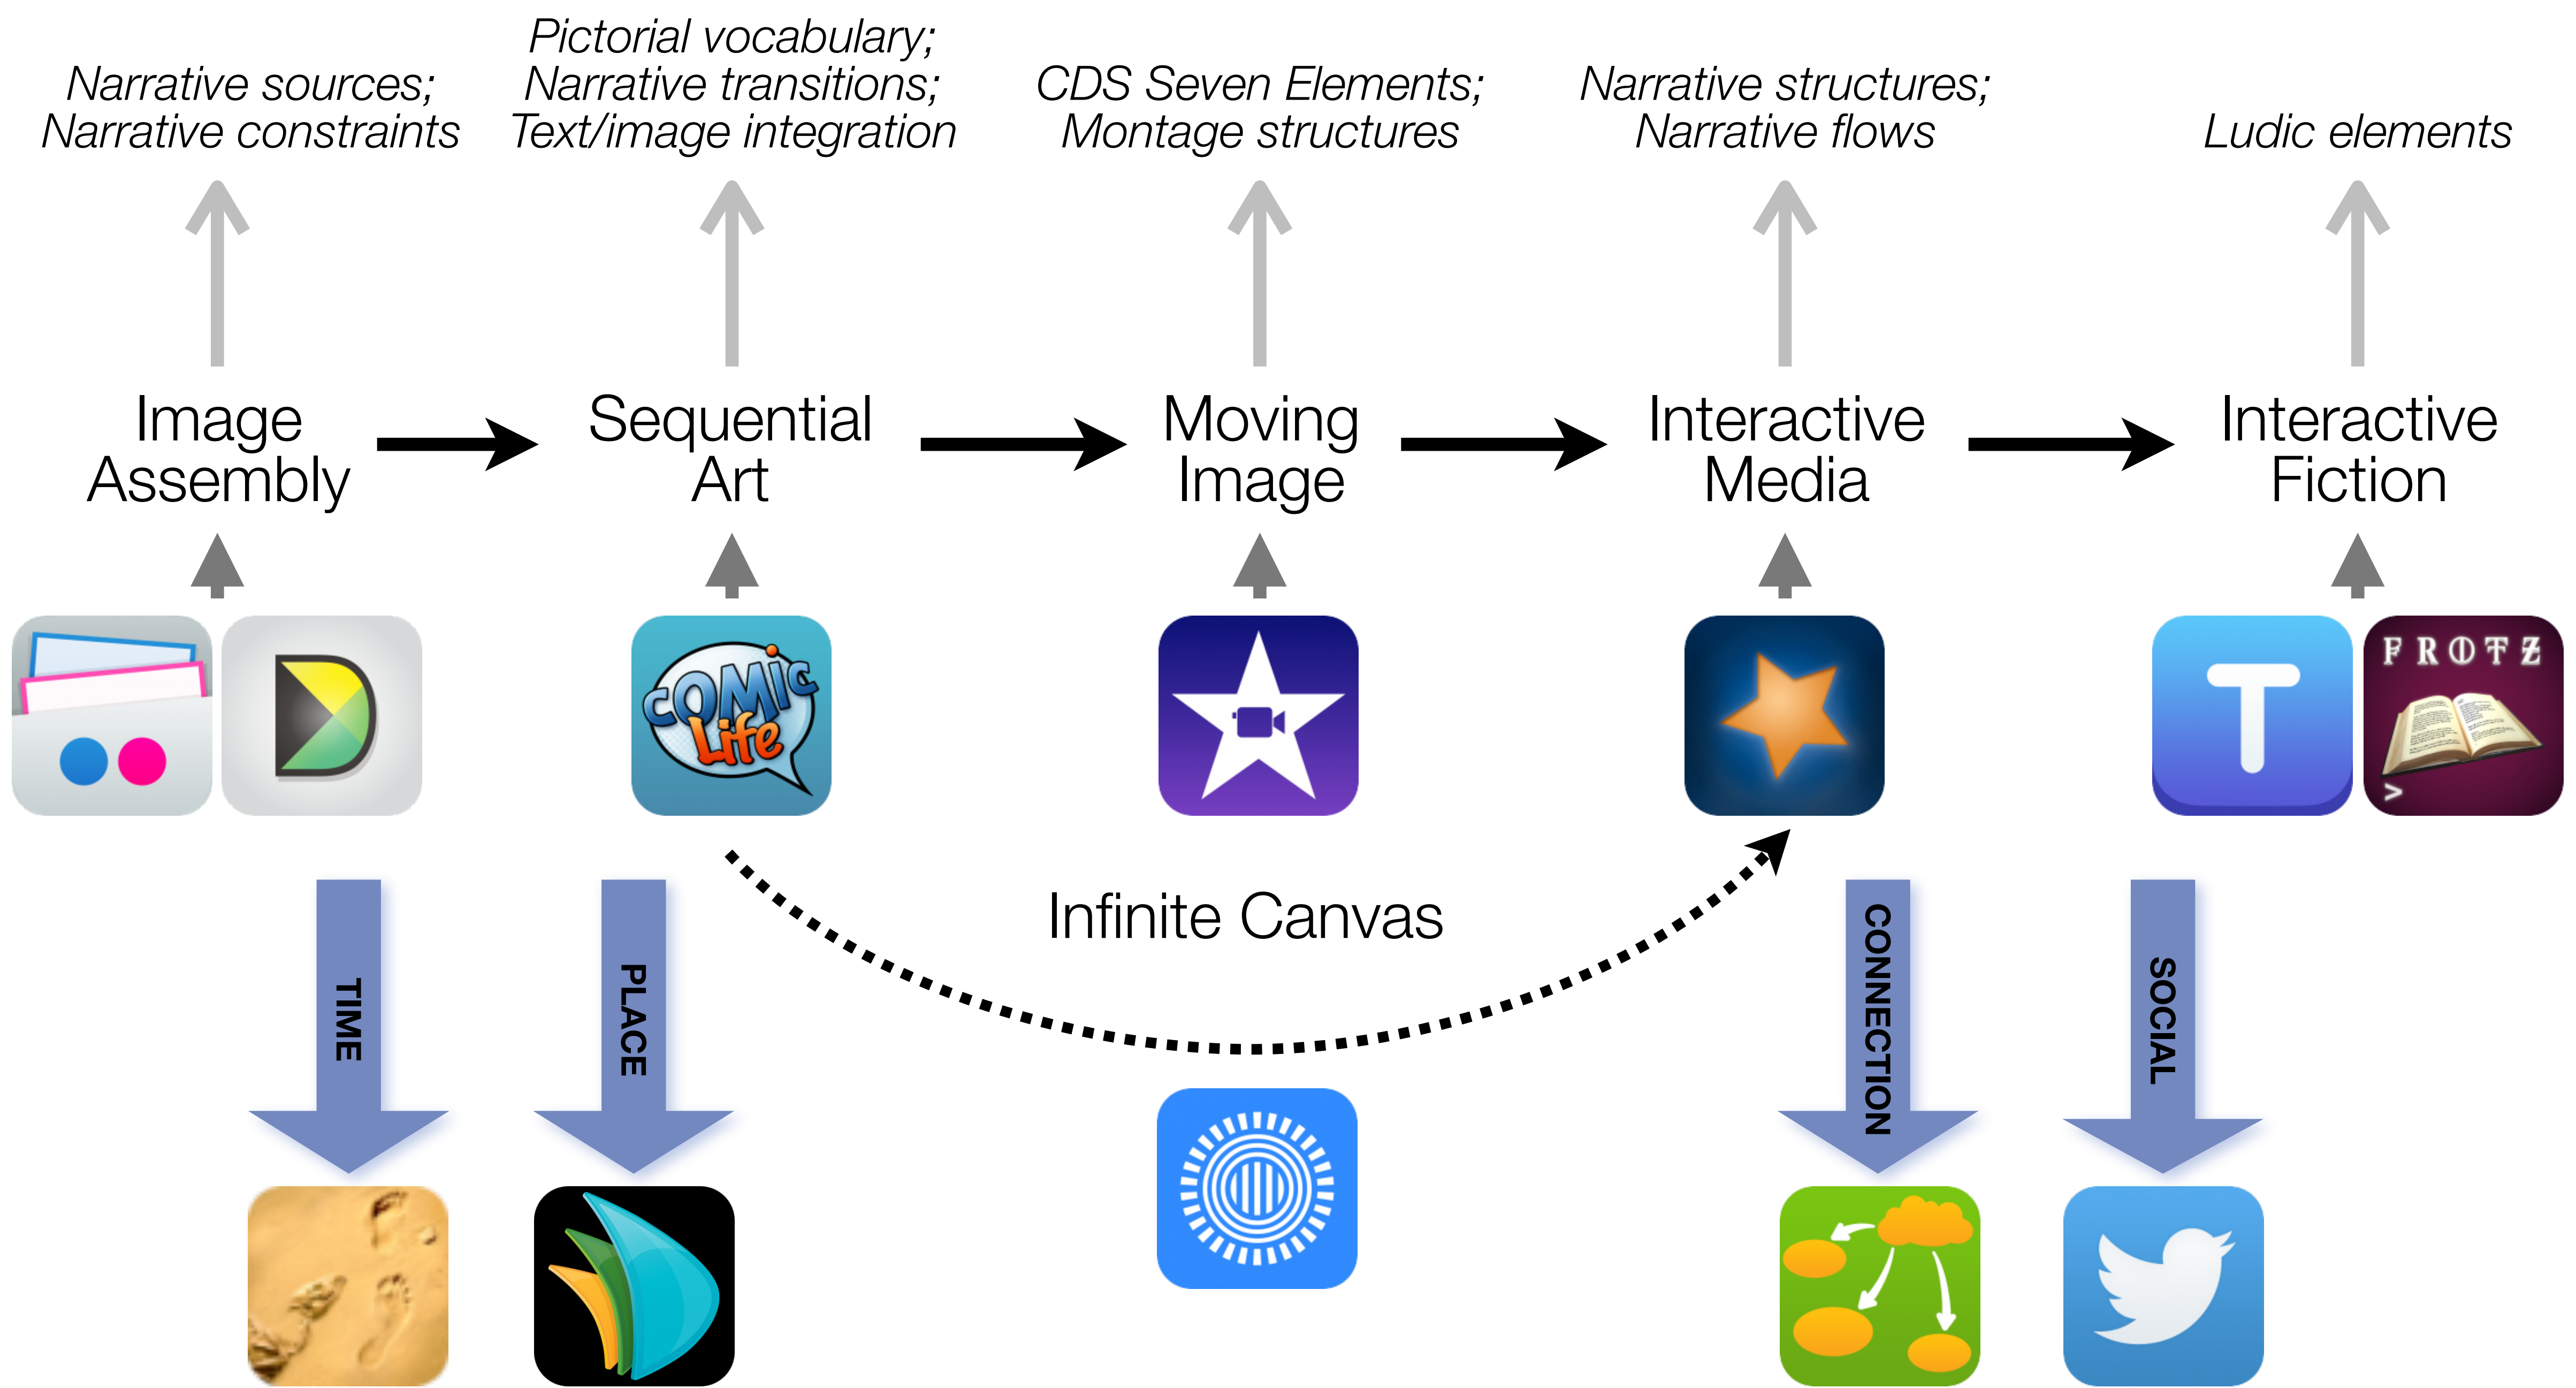 Narrative sources;
Narrative constraints
Pictorial vocabulary;
Narrative transitions;
Text/image integration
CDS Seven Elements;
Montage structures
Narrative structures;
Narrative flows
Ludic elements
Image
Assembly
Sequential
Art
Moving
Image
Interactive
Media
Interactive
Fiction
COMIC
Life
T
FROTZ
>
Infinite Canvas
TIME
PLACE
CONNECTION
SOCIAL